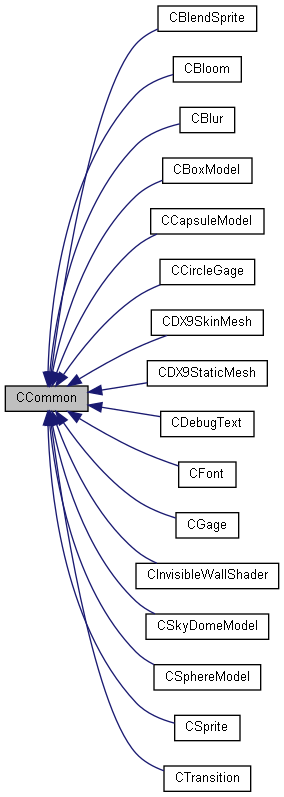 CBlendSprite
CBloom
CBlur
CBoxModel
CCapsuleModel
CCircleGage
CDX9SkinMesh
CDX9StaticMesh
CCommon
CDebugText
CFont
CGage
CInvisibleWallShader
CSkyDomeModel
CSphereModel
CSprite
CTransition